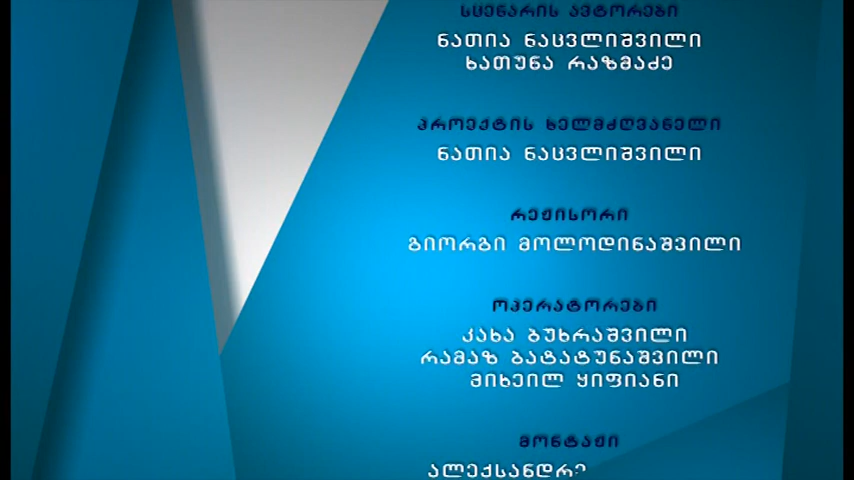 სცენარის ავტორები
ნათია ნაცვლიშვილი
ხათუნა რაზმაძე
პროექტის ხელმძღვანელი
ნათია ნაცვლიშვილი
რეჟისორი
გიორგი მოლოდინაშვილი
ოპერატორები
კახა ბუხრაშვილი
რამაზ ბატატუნაშვილი
მიხეილ ყიფიანი
მონტაჟი
ალექსანდრე